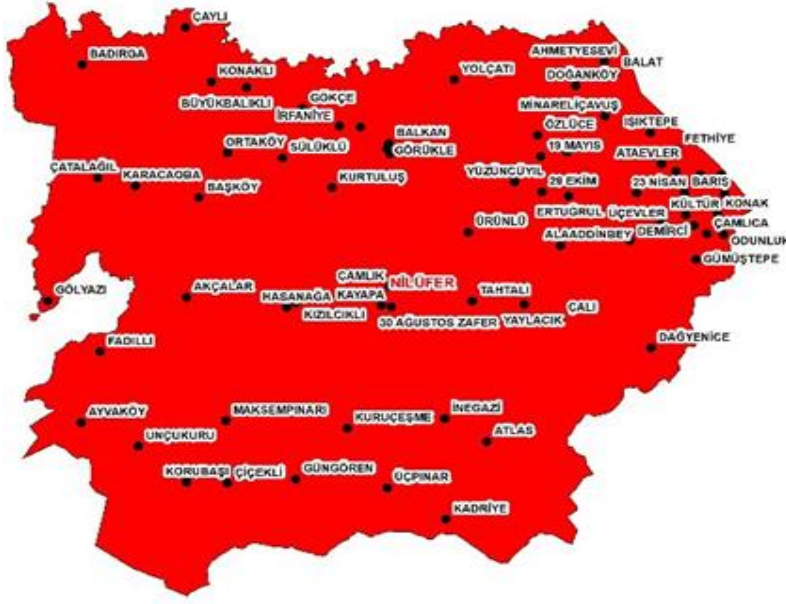 ÇAYLI
BADIRGA
AHMETYESEVİ
BALAT
KONAKLI
YOLÇATI
DOĞANKÖY
BÜYÜKBALIKLI
GÖKÇE
MİNARELİÇAVUŞ
İRFANİYE
IŞIKTEPE
BALKAN
ÖZLÜCE
FETHİYE
ORTAKÖY
SÜLÜKLÜ
GÖRÜKLE
19 MAYIS
ATAEVLER
ÇATALAĞIL
KARACAOBA
BAŞKÖY
KURTULUŞ
YÜZÜNCÜYIL
29 EKİM
23 NİSAN
BARIŞ
KÜLTÜR
KONAK
ÜRÜNLÜ
ERTUĞRUL
ÜÇEVLER
ÇAMLICA
ALAADDİNBEY
DEMİRCİ
ODUNLUK
GÜMÜŞTEPE
GÖLYAZI
AKÇALAR
ÇAMLIK
NİLÜFER
HASANAĞA
KAYAPA
TAHTALI
KIZILCIKLI
30 AĞUSTOS ZAFER
YAYLACIK
ÇALI
FADILLI
DAĞYENİCE
AYVAKÖY
MAKSEMPINARI
KURUÇEŞME
İNEGAZİ
UNÇUKURU
ATLAS
KORUBAŞI
ÇİÇEKLİ
GÜNGÖREN
ÜÇPINAR
KADRİYE